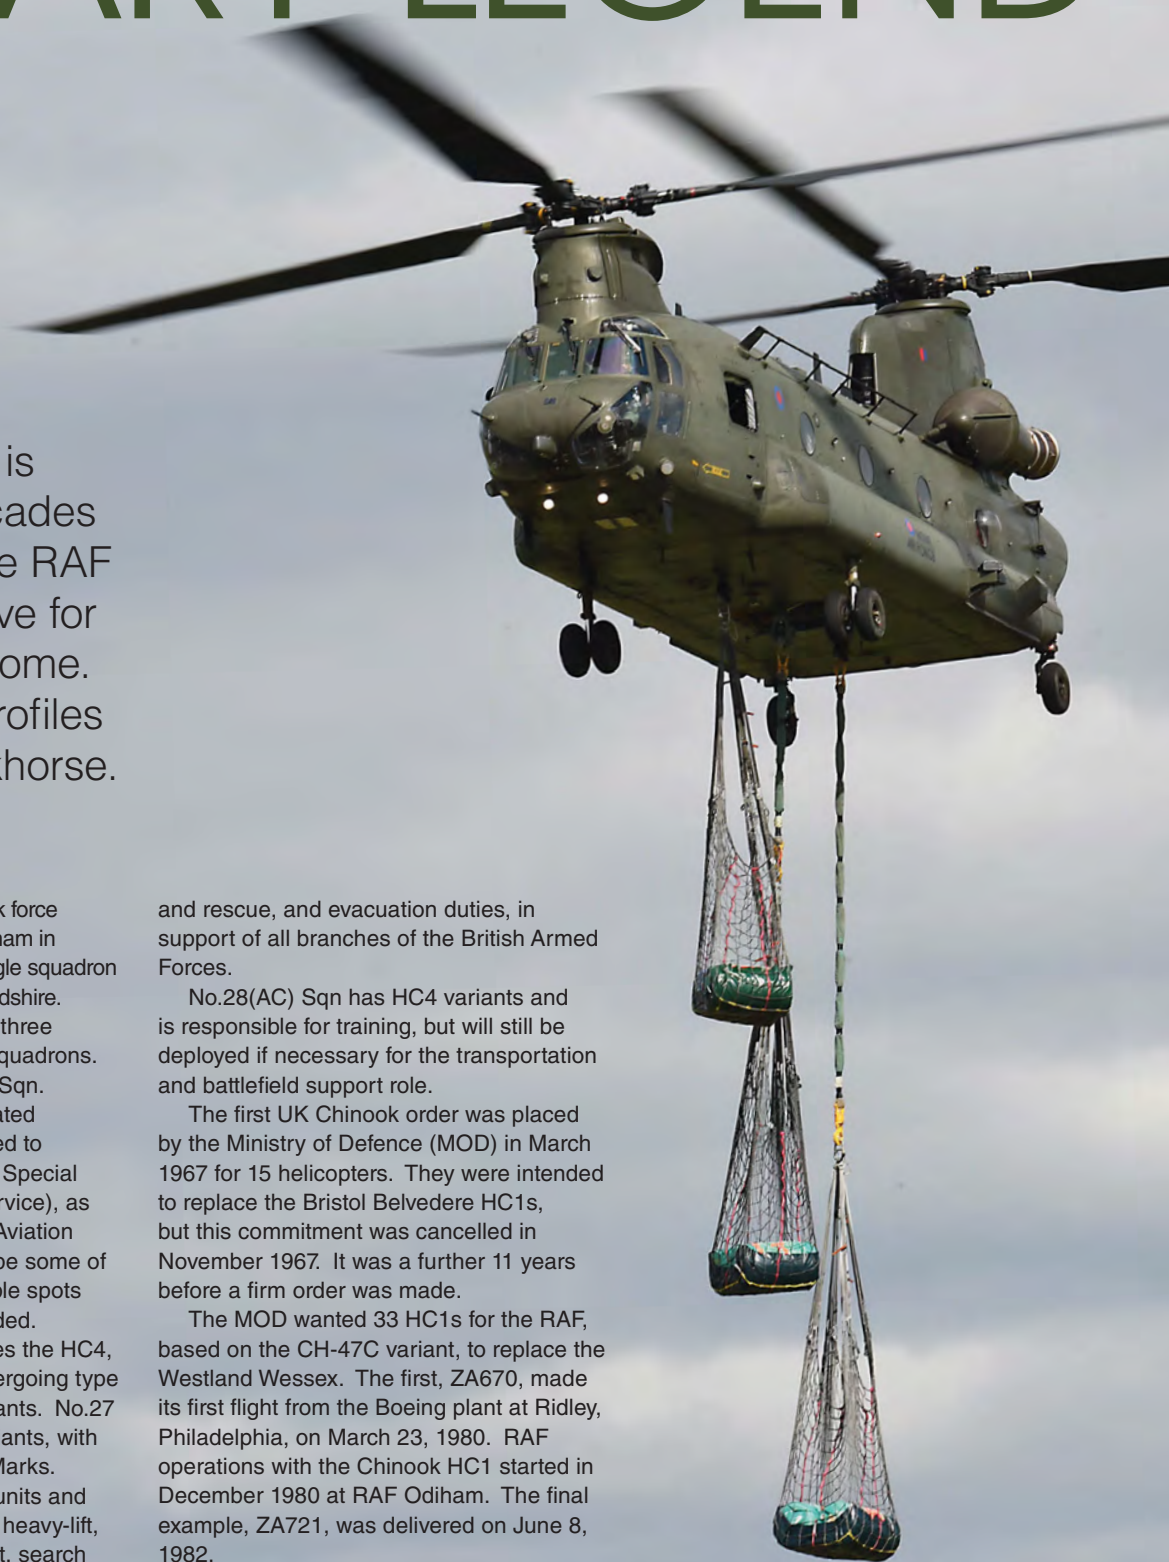 LEGEND
is
cades
e RAF
ve for
ome.
rofiles
khorse.
k force
ham in
gle squadron
dshire.
three
quadrons.
Sqn.
ated
ed to
Special
rvice), as
Aviation
be some of
ble spots
ded.
es the HC4,
ergoing type
ants. No.27
iants, with
Marks.
units and
heavy-lift,
t, search
and rescue, and evacuation duties, in
support of all branches of the British Armed
Forces.
No.28(AC) Sqn has HC4 variants and
is responsible for training, but will still be
deployed if necessary for the transportation
and battlefield support role.
The first UK Chinook order was placed
by the Ministry of Defence (MOD) in March
1967 for 15 helicopters. They were intended
to replace the Bristol Belvedere HC1s,
but this commitment was cancelled in
November 1967. It was a further 11 years
before a firm order was made.
The MOD wanted 33 HC1s for the RAF,
based on the CH-47C variant, to replace the
Westland Wessex. The first, ZA670, made
its first flight from the Boeing plant at Ridley,
Philadelphia, on March 23, 1980. RAF
operations with the Chinook HC1 started in
December 1980 at RAF Odiham. The final
example, ZA721, was delivered on June 8,
1982.